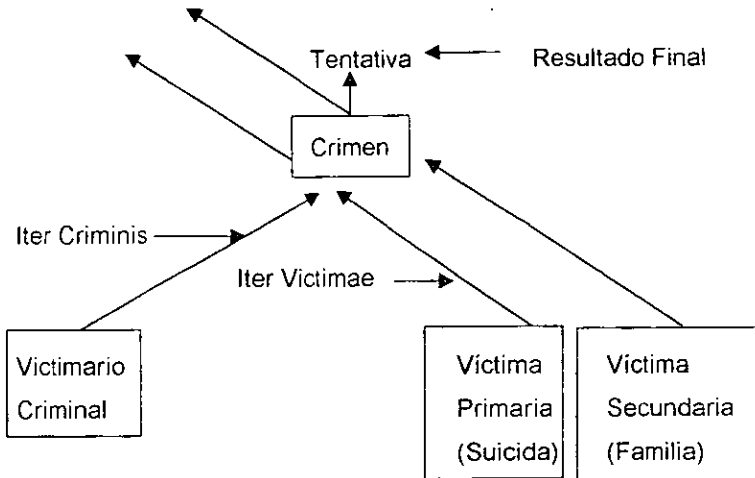 Tentativa
Resultado Final
Crimen
Iter Criminis
Iter Victimae
Victimario
Criminal
Víctima
Primaria
(Suicida)
Víctima
Secundaria
(Familia)